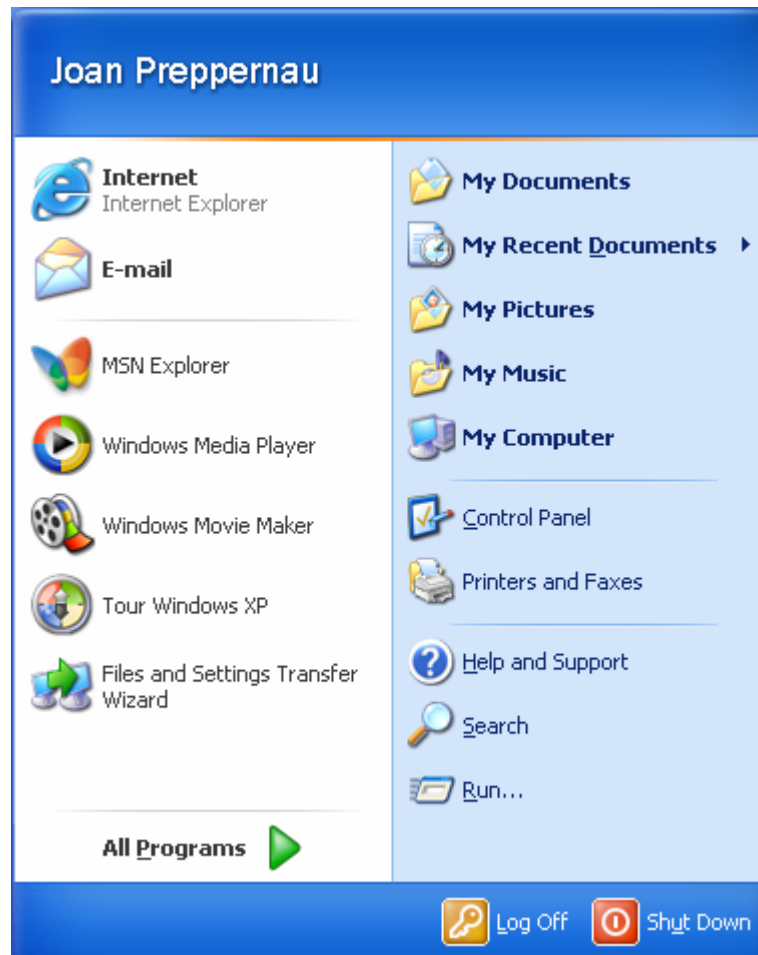 Joan Preppernau
Internet
Internet Explorer
E-mail
MSN Explorer
Windows Media Player
Windows Movie Maker
Tour Windows XP
Files and Settings Transfer
Wizard
All Programs
My Documents
My Recent Documents
My Pictures
My Music
My Computer
Control Panel
Printers and Faxes
Help and Support
Search
Run...
Log Off
Shut Down